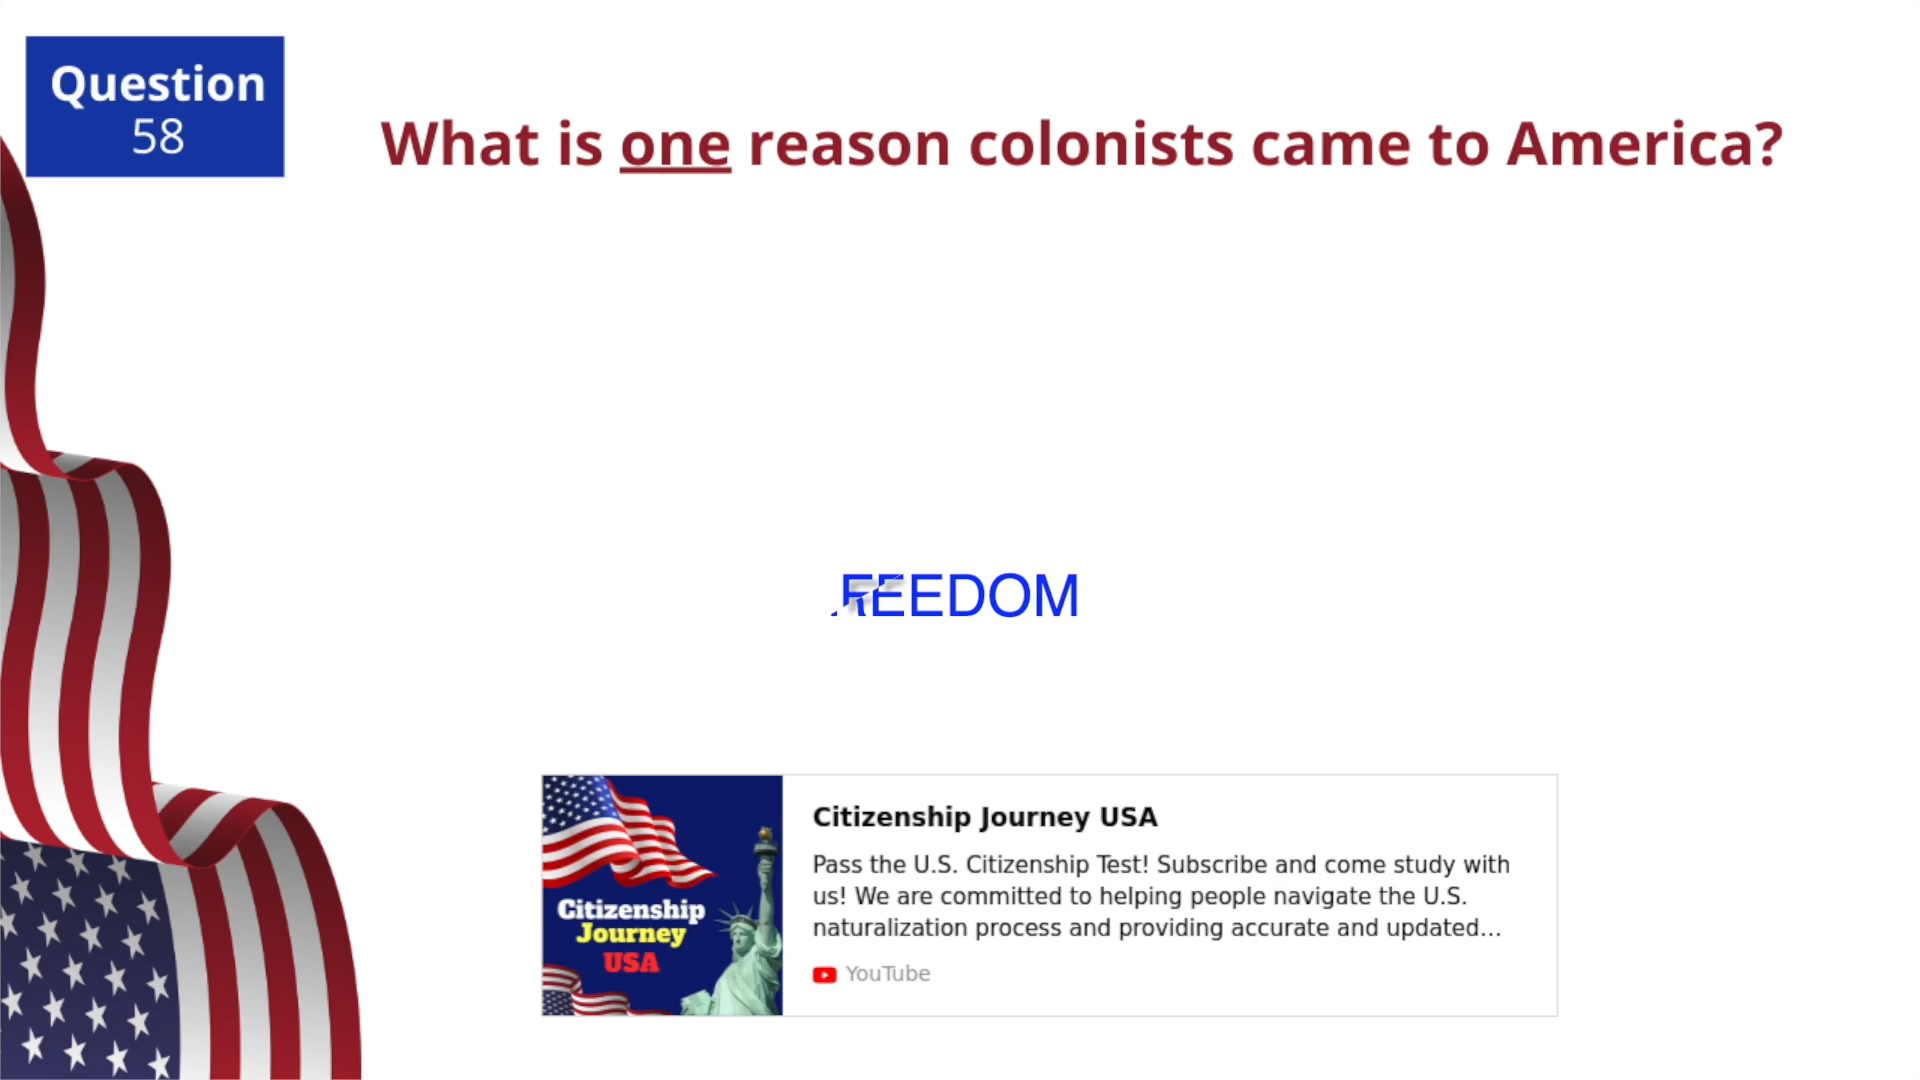 Question
58
What is one reason colonists came to America?
FREEDOM
Citizenship Journey USA
Pass the U.S. Citizenship Test! Subscribe and come study with
us! We are committed to helping people navigate the U.S.
naturalization process and providing accurate and updated...
YouTube
Citizenship
Journey
USA